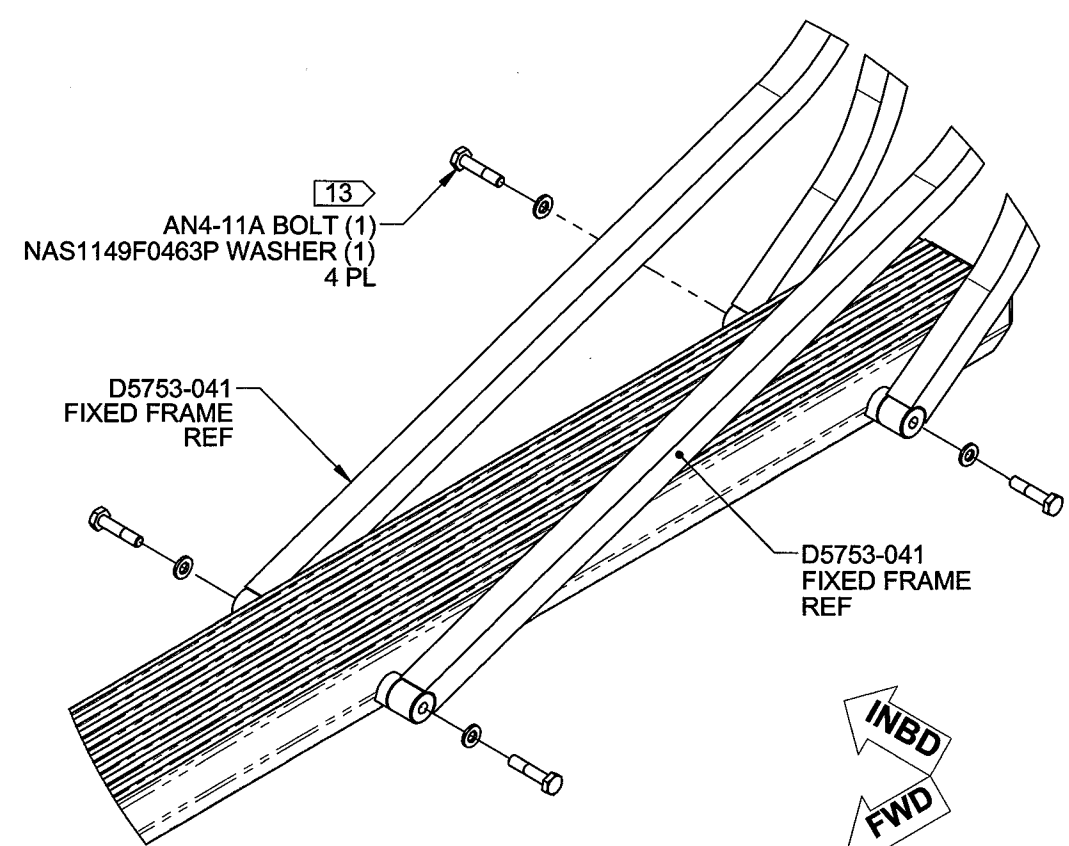 13
AN4-11A BOLT (1)
NAS1149F0463P WASHER (1)
4 PL
D5753-041
FIXED FRAME
REF
D5753-041
FIXED FRAME
REF
INBD
FWD